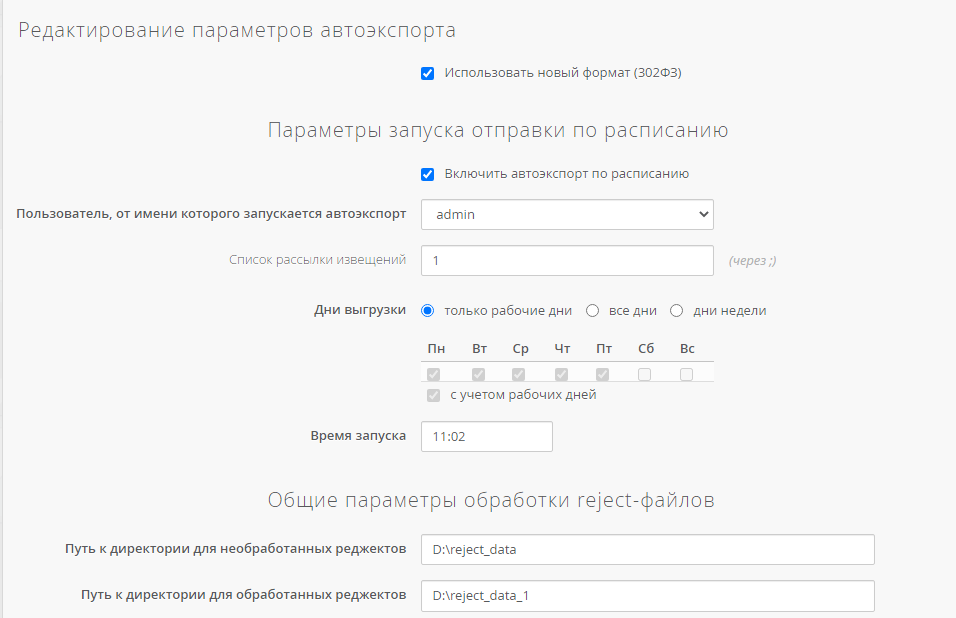 Редактирование параметров автоэкспорта
Использовать новый формат (302ФЗ)
Параметры запуска отправки по расписанию
Включить автоэкспорт по расписанию
Пользователь, от имени которого запускается автоэкспорт admin
Список рассылки извещений 1 (через ;)
Дни выгрузки только рабочие дни все дни дни недели
Пн Вт Ср Чт Пт Сб Вс
с учетом рабочих дней
Время запуска 11:02
Общие параметры обработки reject-файлов
Путь к директории для необработанных реджектов D:\reject_data
Путь к директории для обработанных реджектов D:\reject_data_1